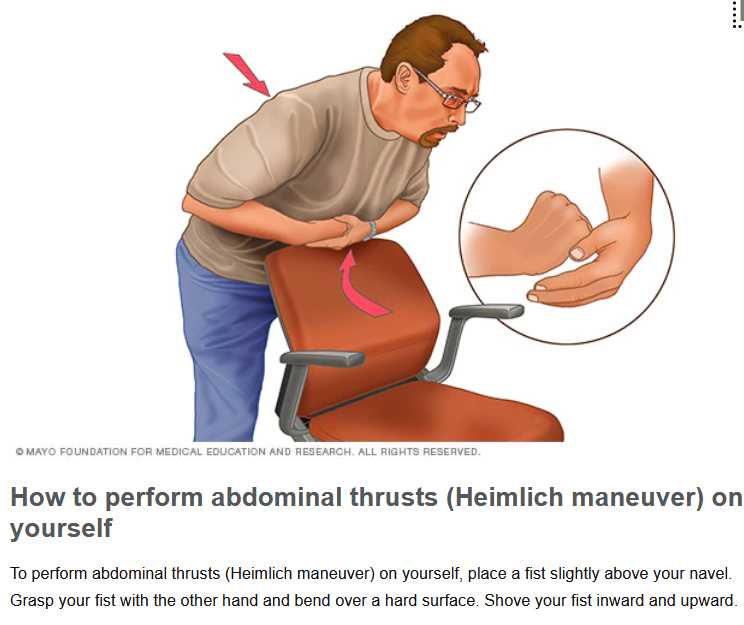 © MAYO FOUNDATION FOR MEDICAL EDUCATION AND RESEARCH. ALL RIGHTS RESERVED.
How to perform abdominal thrusts (Heimlich maneuver) on
yourself
To perform abdominal thrusts (Heimlich maneuver) on yourself, place a fist slightly above your navel.
Grasp your fist with the other hand and bend over a hard surface. Shove your fist inward and upward.